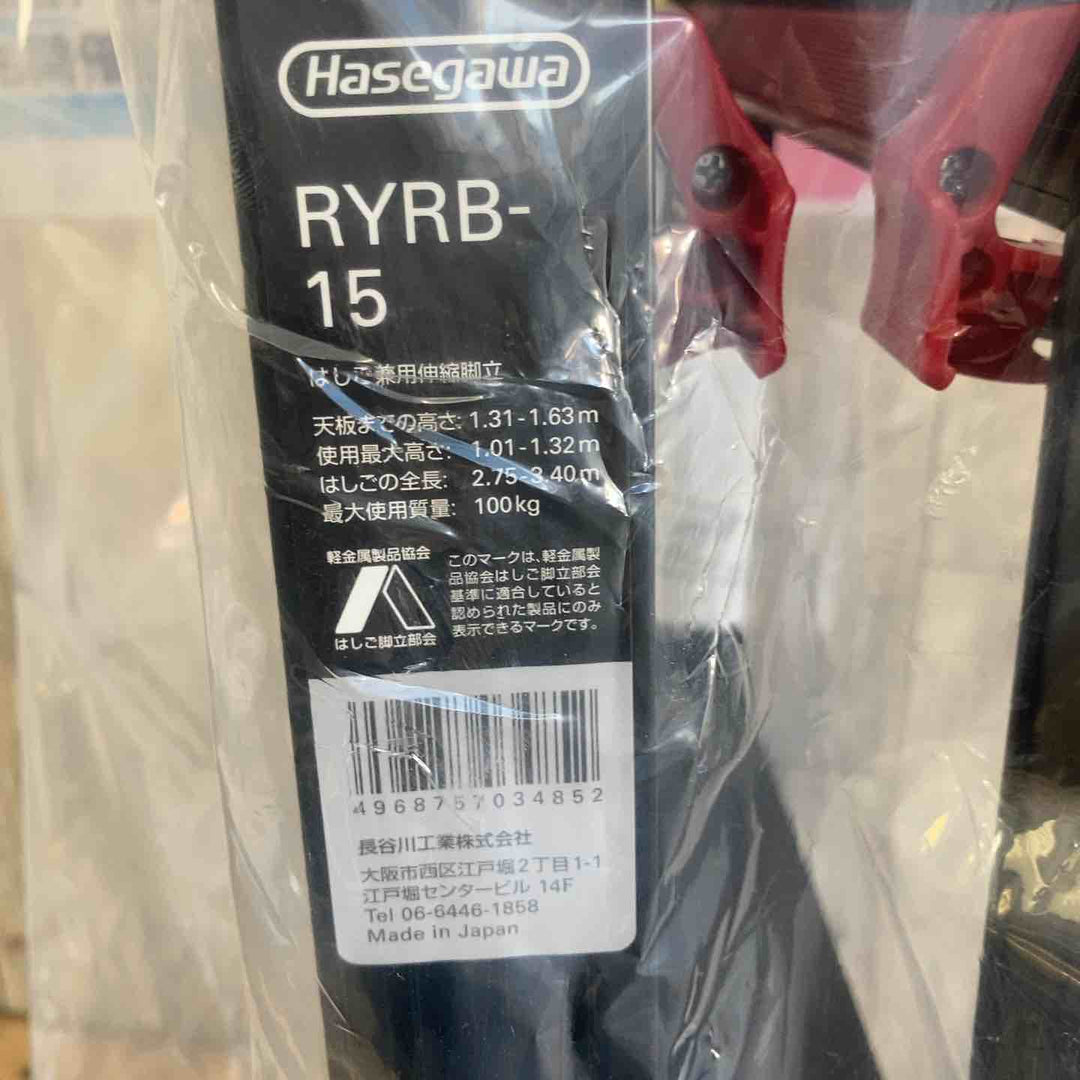 Hasegawa
RYRB-
15
はしご兼用伸縮脚立
天板までの高さ: 1.31-1.63m
使用最大高さ: 1.01-1.32m
はしごの全長: 2.75-3.40m
最大使用質量: 100kg
軽金属製品協会
はしご脚立部会
このマークは、軽金属製
品協会はしご脚立部会
基準に適合していると
認められた製品にのみ
表示できるマークです。
4968757034852
長谷川工業株式会社
大阪市西区江戸堀2丁目1-1
江戸堀センタービル 14F
Tel 06-6446-1858
Made in Japan